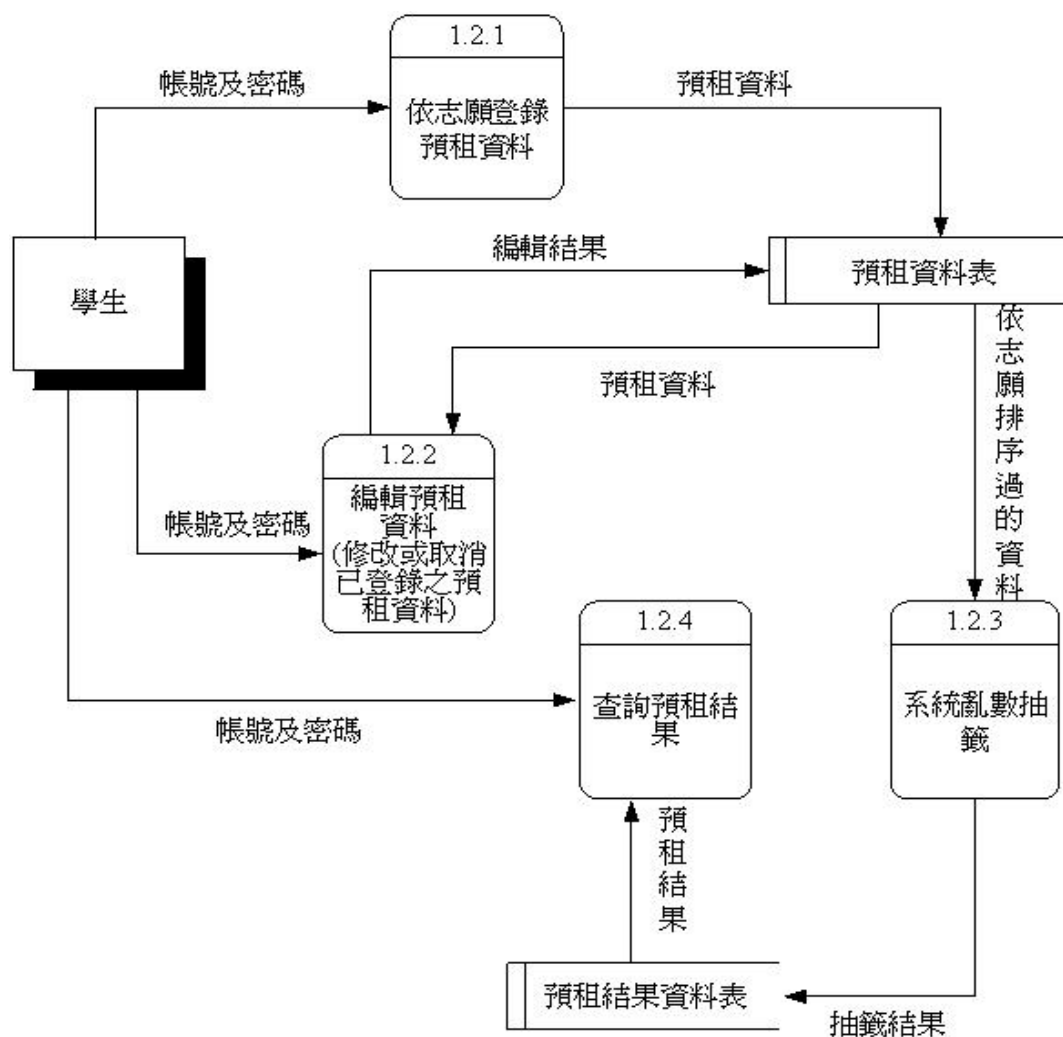 1.2.1
帳號及密碼
依志願登錄
預租資料
預租資料
學生
編輯結果
預租資料表
預租資料
依志願排序過的資料
1.2.2
編輯預租
資料
(修改或取消
已登錄之預
租資料)
帳號及密碼
1.2.4
查詢預租結
果
帳號及密碼
1.2.3
系統亂數抽
籤
預租結果
預租結果資料表
抽籤結果